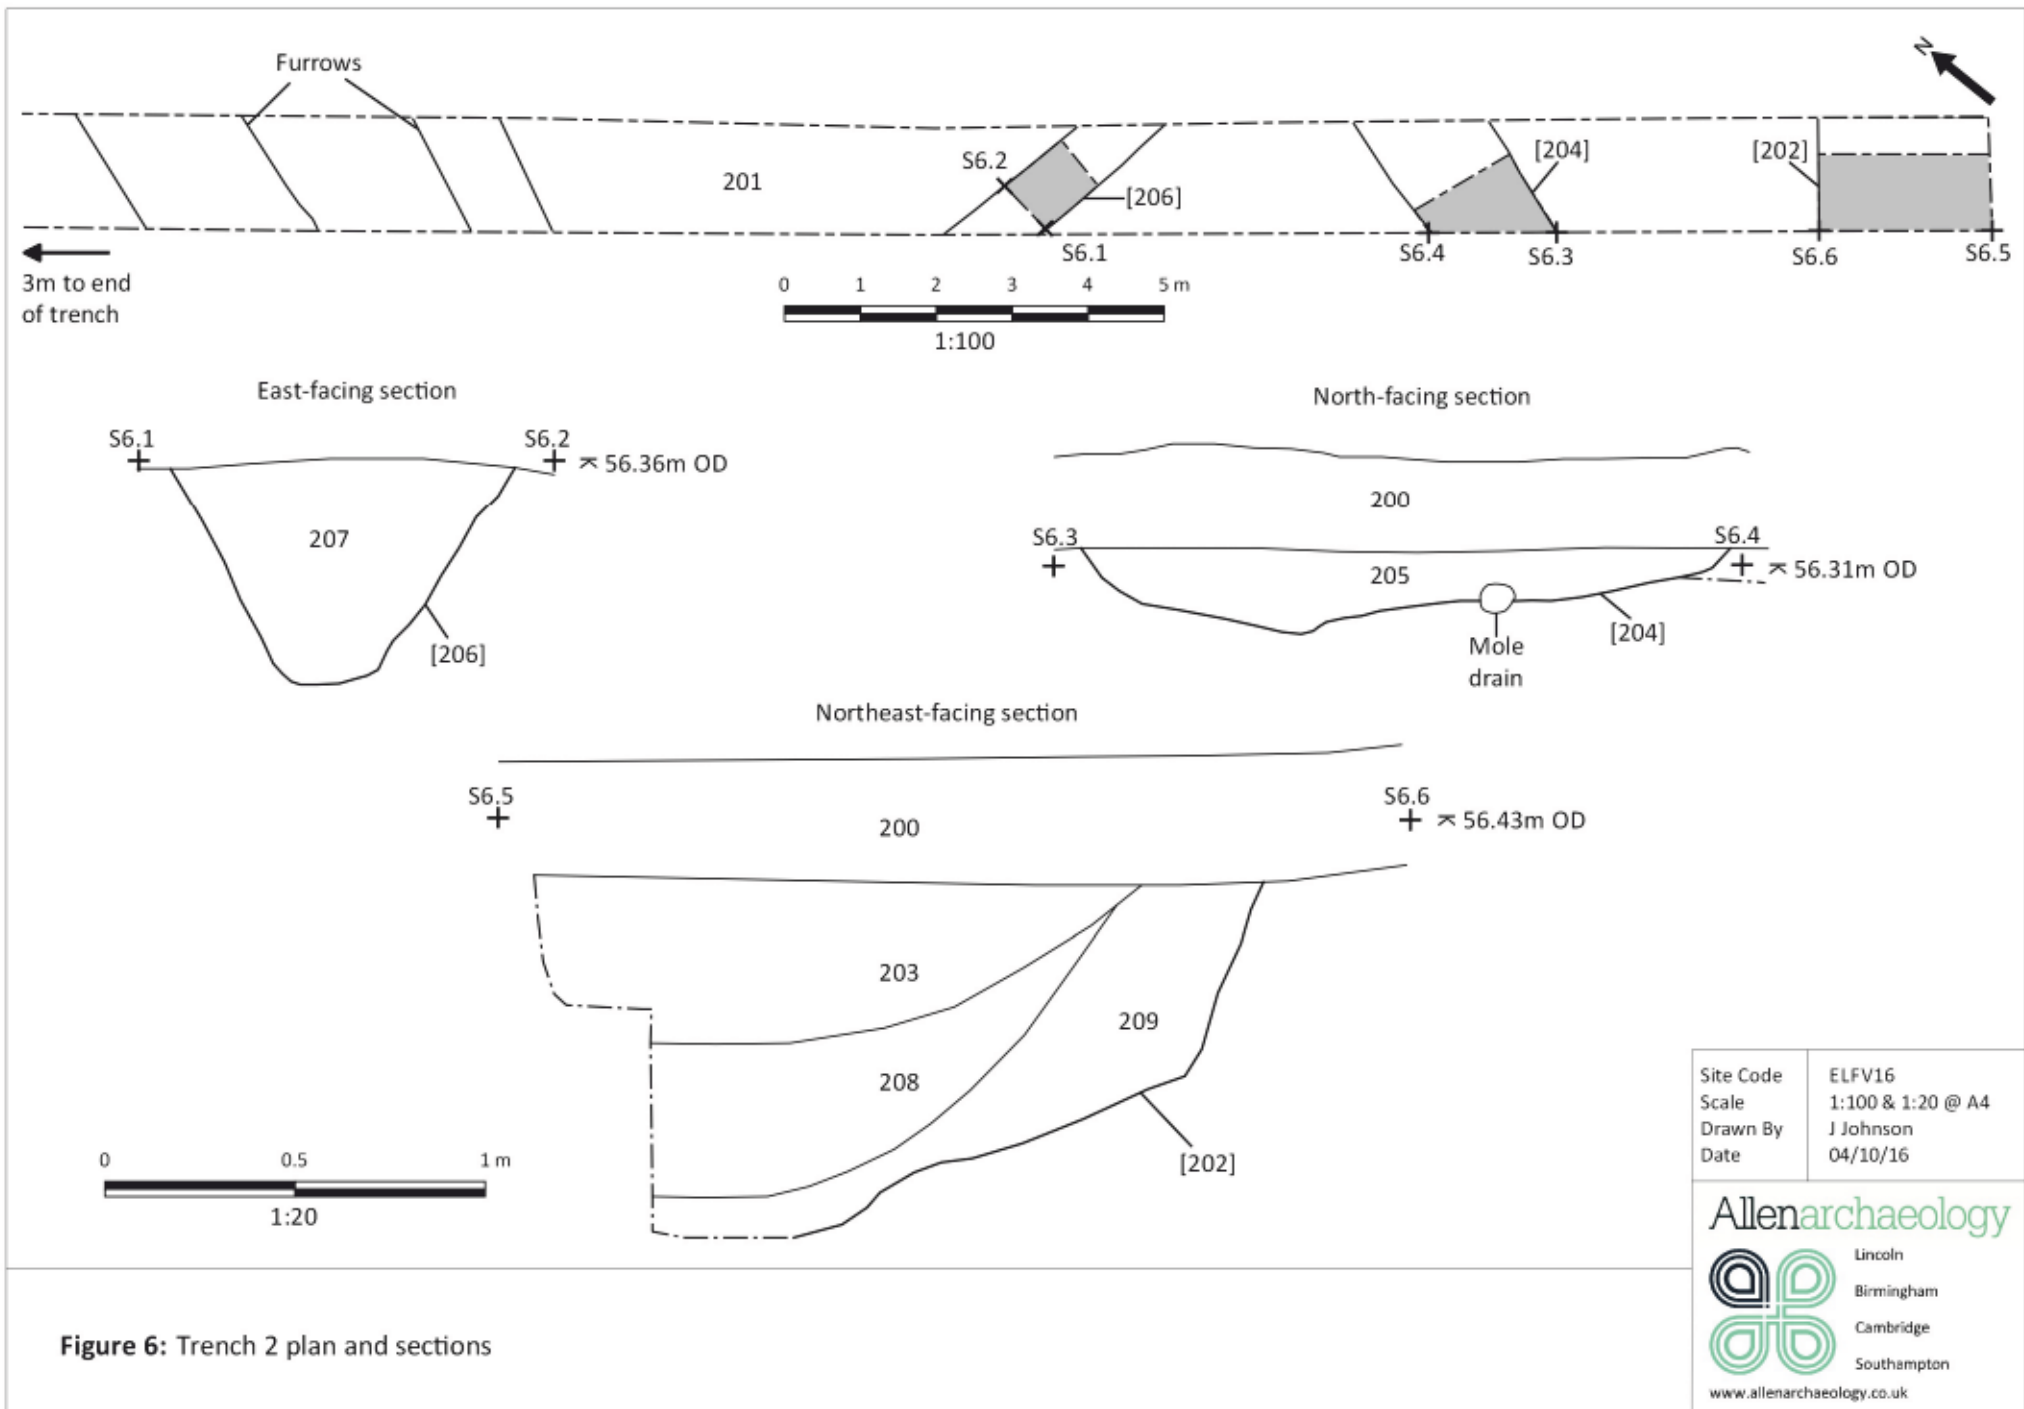 Furrows
N
S6.2
201
[206]
[204]
[202]
S6.1
S6.4
S6.3
S6.6
S6.5
3m to end
of trench
0 1 2 3 4 5 m
1:100
East-facing section
S6.1
S6.2
56.36m OD
207
[206]
North-facing section
200
S6.3
S6.4
205
56.31m OD
[204]
Mole
drain
Northeast-facing section
S6.5
S6.6
200
56.43m OD
203
209
208
[202]
0 0.5 1 m
1:20
Site Code ELFV16
Scale 1:100 & 1:20 @ A4
Drawn By J Johnson
Date 04/10/16
Allenarchaeology
Lincoln
Birmingham
Cambridge
Southampton
www.allenarchaeology.co.uk
Figure 6: Trench 2 plan and sections